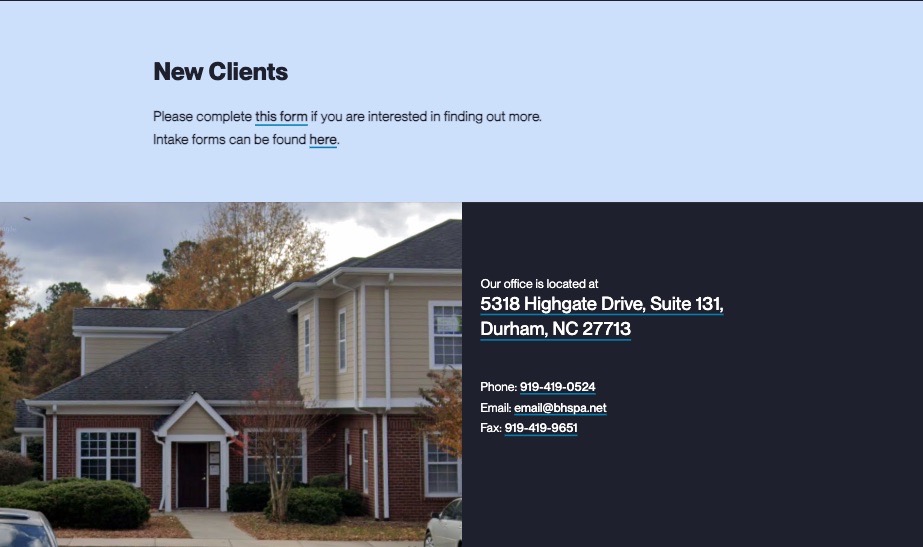 New Clients
Please complete this form if you are interested in finding out more.
Intake forms can be found here.
Our office is located at
5318 Highgate Drive, Suite 131,
Durham, NC 27713
Phone: 919-419-0524
Email: email@bhspa.net
Fax: 919-419-9651